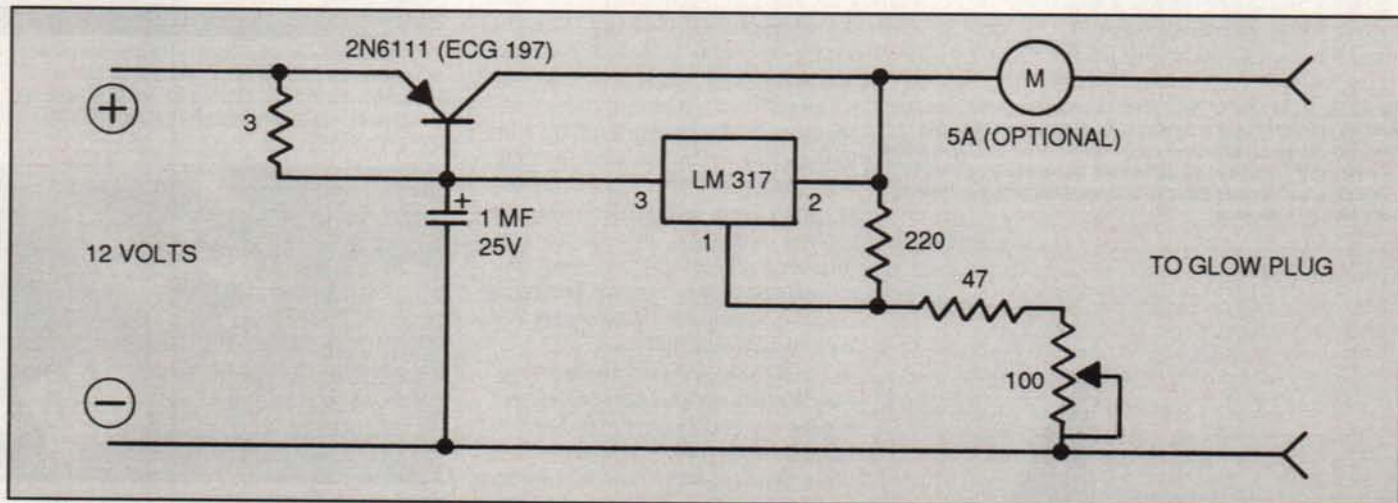 2N6111 (ECG 197)
+
3
M
5A (OPTIONAL)
LM 317
3
2
1
+
1 MF
25V
220
12 VOLTS
47
TO GLOW PLUG
100
−